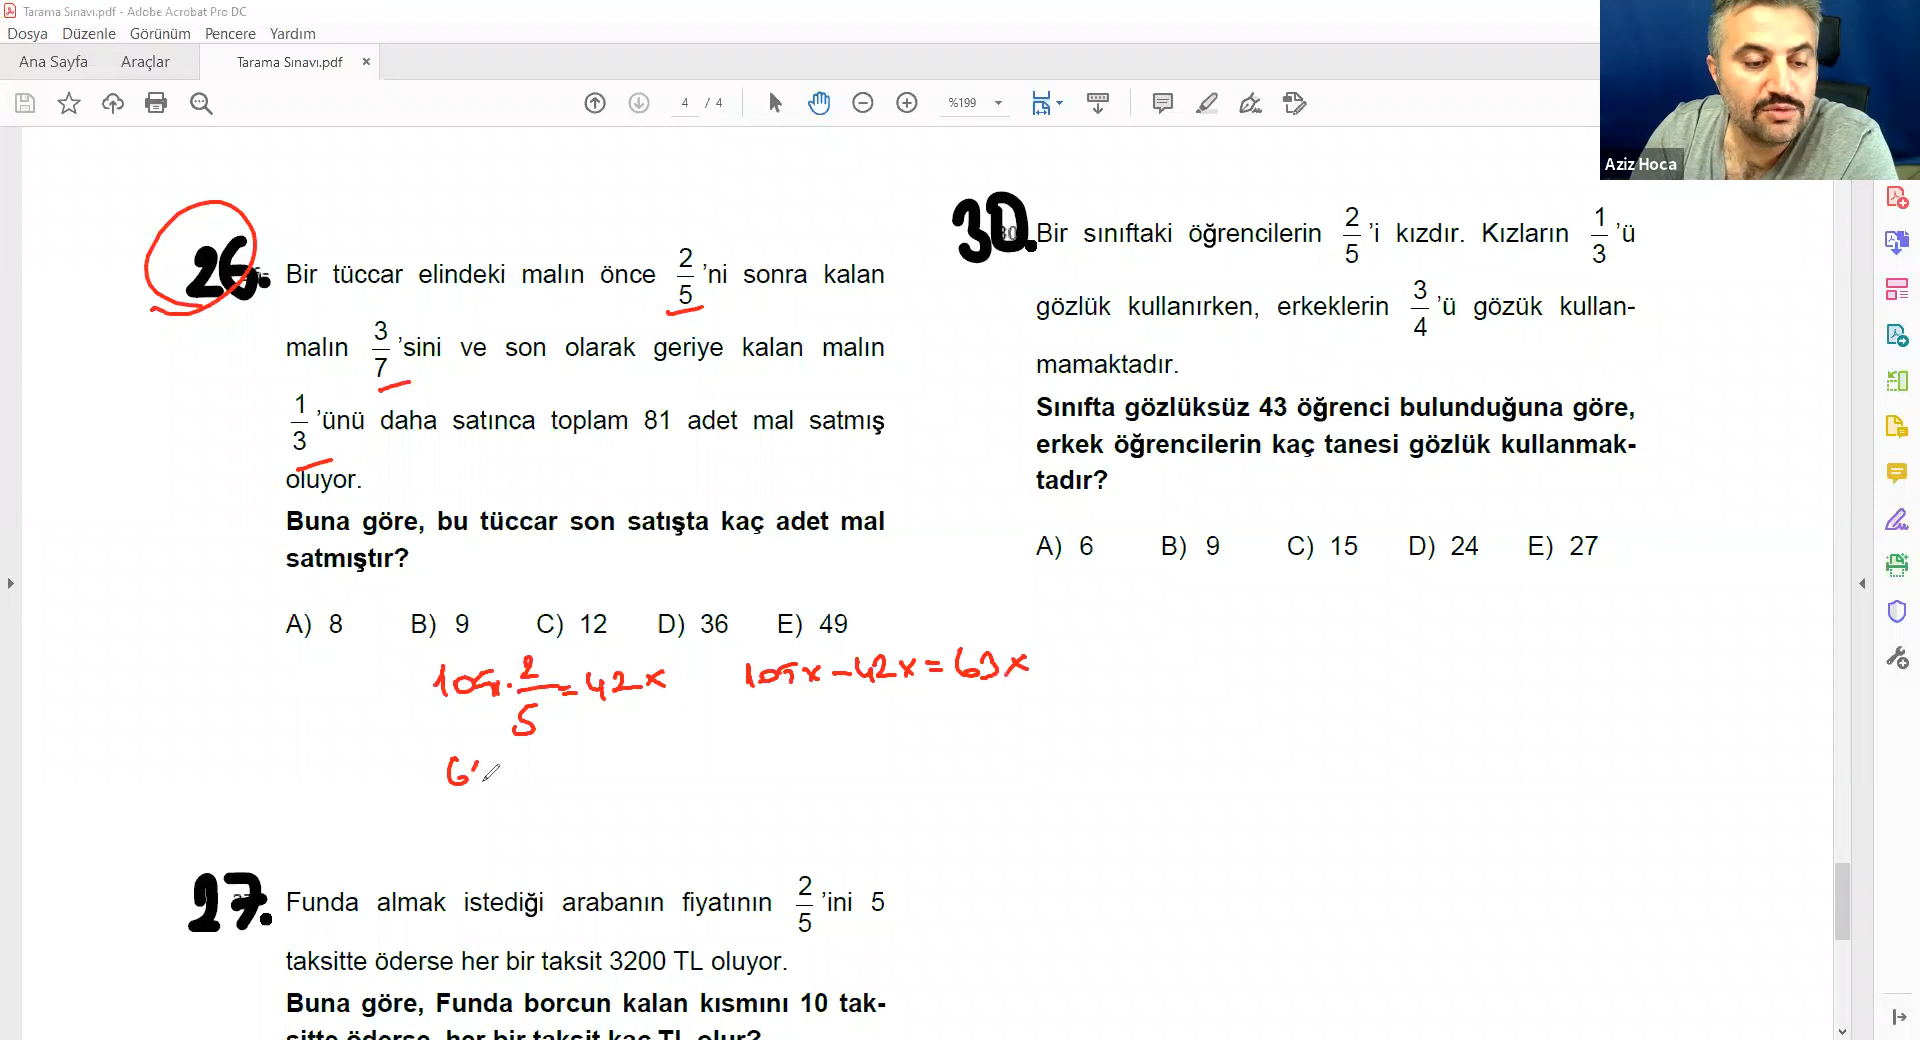 Tarama Sınavı.pdf - Adobe Acrobat Pro DC
Dosya Düzenle Görünüm Pencere Yardım
Ana Sayfa Araçlar Tarama Sınavı.pdf ×
4 / 4 %199
Aziz Hoca
26.
Bir tüccar elindeki malın önce 2/5 'ni sonra kalan
malın 3/7 'sini ve son olarak geriye kalan malın
1/3 'ünü daha satınca toplam 81 adet mal satmış
oluyor.
Buna göre, bu tüccar son satışta kaç adet mal
satmıştır?
A) 8 B) 9 C) 12 D) 36 E) 49
105x · 2/5 = 42x 105x - 42x = 63x
6
27.
Funda almak istediği arabanın fiyatının 2/5 'ini 5
taksitte öderse her bir taksit 3200 TL oluyor.
Buna göre, Funda borcun kalan kısmını 10 tak-
sitte öderse, her bir taksit kaç TL olur?
30.
Bir sınıftaki öğrencilerin 2/5 'i kızdır. Kızların 1/3 'ü
gözlük kullanırken, erkeklerin 3/4 'ü gözük kullan-
mamaktadır.
Sınıfta gözlüksüz 43 öğrenci bulunduğuna göre,
erkek öğrencilerin kaç tanesi gözlük kullanmak-
tadır?
A) 6 B) 9 C) 15 D) 24 E) 27